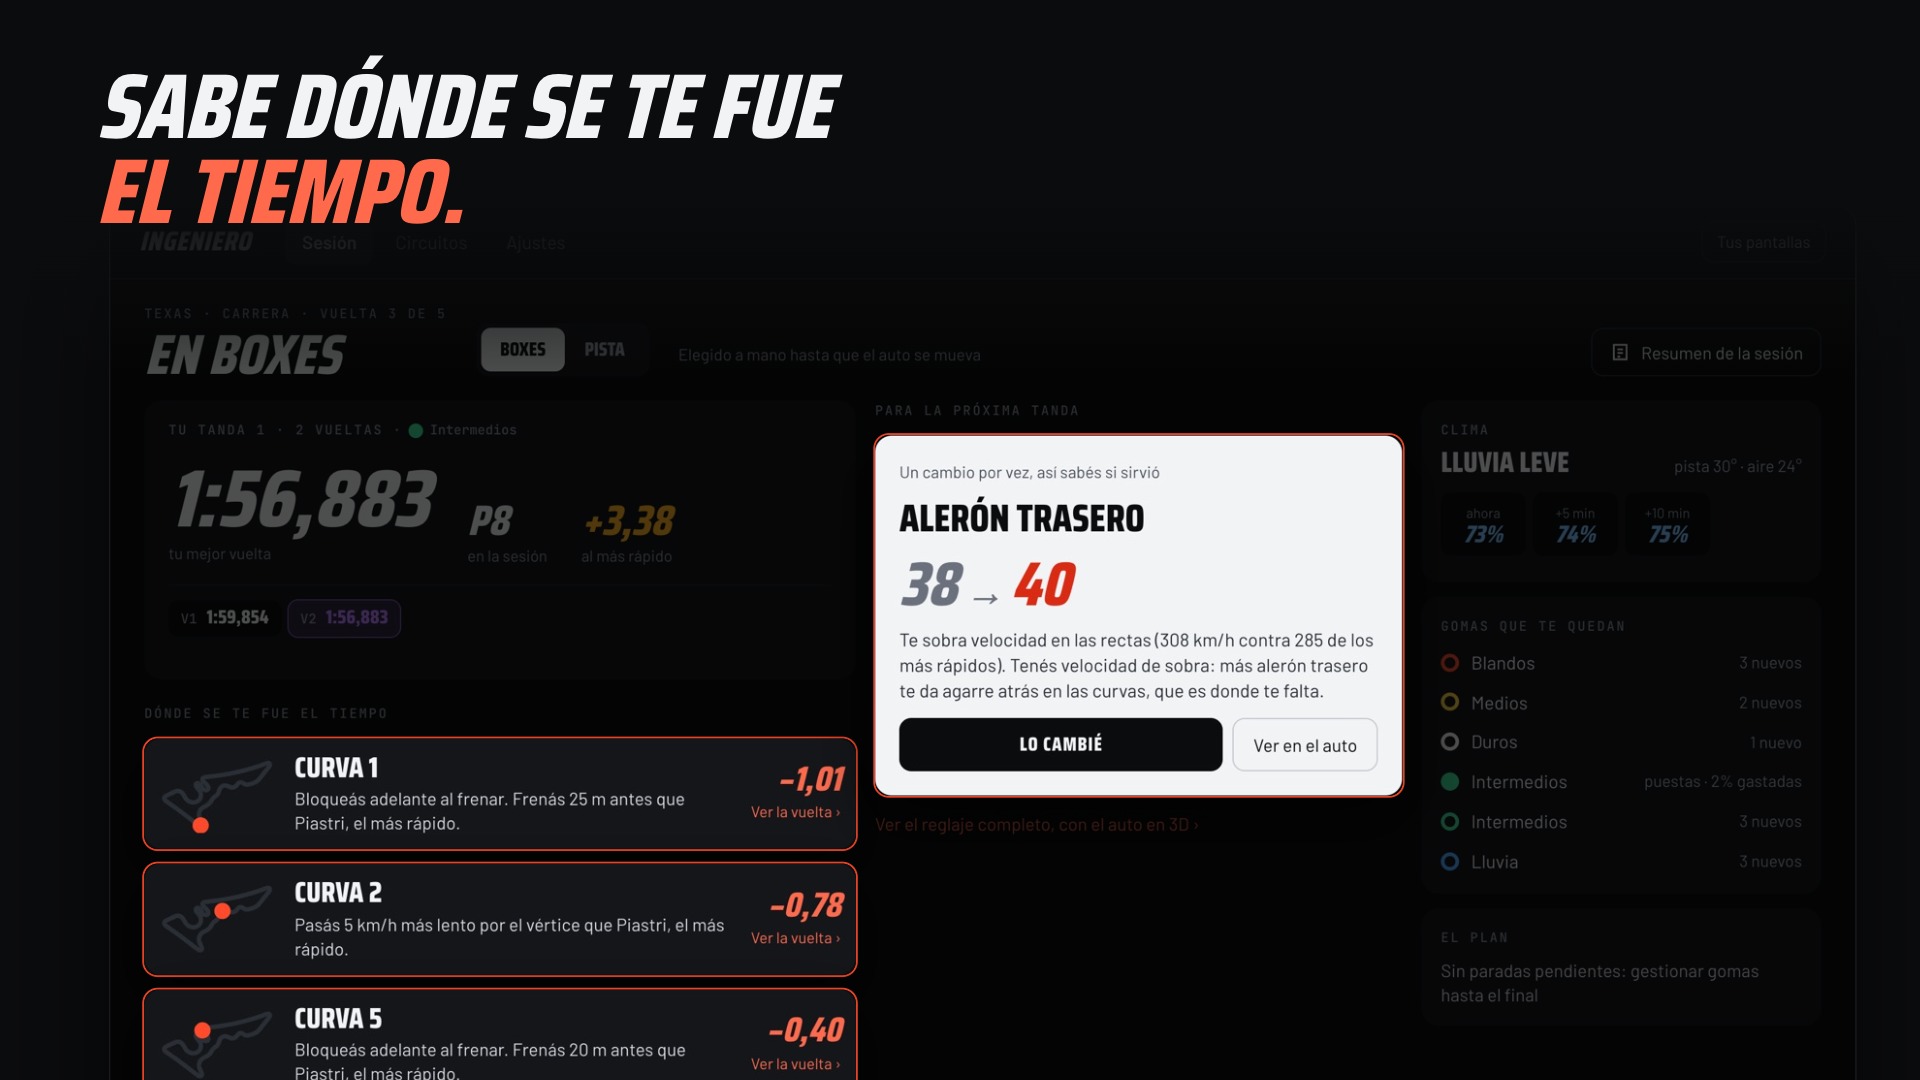 SABE DÓNDE SE TE FUE
EL TIEMPO.
INGENIERO
Sesión
Circuitos
Ajustes
Tus pantallas
TEXAS · CARRERA · VUELTA 3 DE 5
EN BOXES
BOXES
PISTA
Elegido a mano hasta que el auto se mueva
Resumen de la sesión
TU TANDA 1 · 2 VUELTAS · Intermedios
1:56,883
tu mejor vuelta
P8
en la sesión
+3,38
al más rápido
V1 1:59,854
V2 1:56,883
DÓNDE SE TE FUE EL TIEMPO
CURVA 1
Bloqueás adelante al frenar. Frenás 25 m antes que
Piastri, el más rápido.
−1,01
Ver la vuelta ›
CURVA 2
Pasás 5 km/h más lento por el vértice que Piastri, el más
rápido.
−0,78
Ver la vuelta ›
CURVA 5
Bloqueás adelante al frenar. Frenás 20 m antes que
Piastri, el más rápido.
−0,40
Ver la vuelta ›
PARA LA PRÓXIMA TANDA
Un cambio por vez, así sabés si sirvió
ALERÓN TRASERO
38 → 40
Te sobra velocidad en las rectas (308 km/h contra 285 de los
más rápidos). Tenés velocidad de sobra: más alerón trasero
te da agarre atrás en las curvas, que es donde te falta.
LO CAMBIÉ
Ver en el auto
Ver el reglaje completo, con el auto en 3D ›
CLIMA
LLUVIA LEVE
pista 30° · aire 24°
ahora
73%
+5 min
74%
+10 min
75%
GOMAS QUE TE QUEDAN
Blandos 3 nuevos
Medios 2 nuevos
Duros 1 nuevo
Intermedios puestas · 2% gastadas
Intermedios 3 nuevos
Lluvia 3 nuevos
EL PLAN
Sin paradas pendientes: gestionar gomas
hasta el final